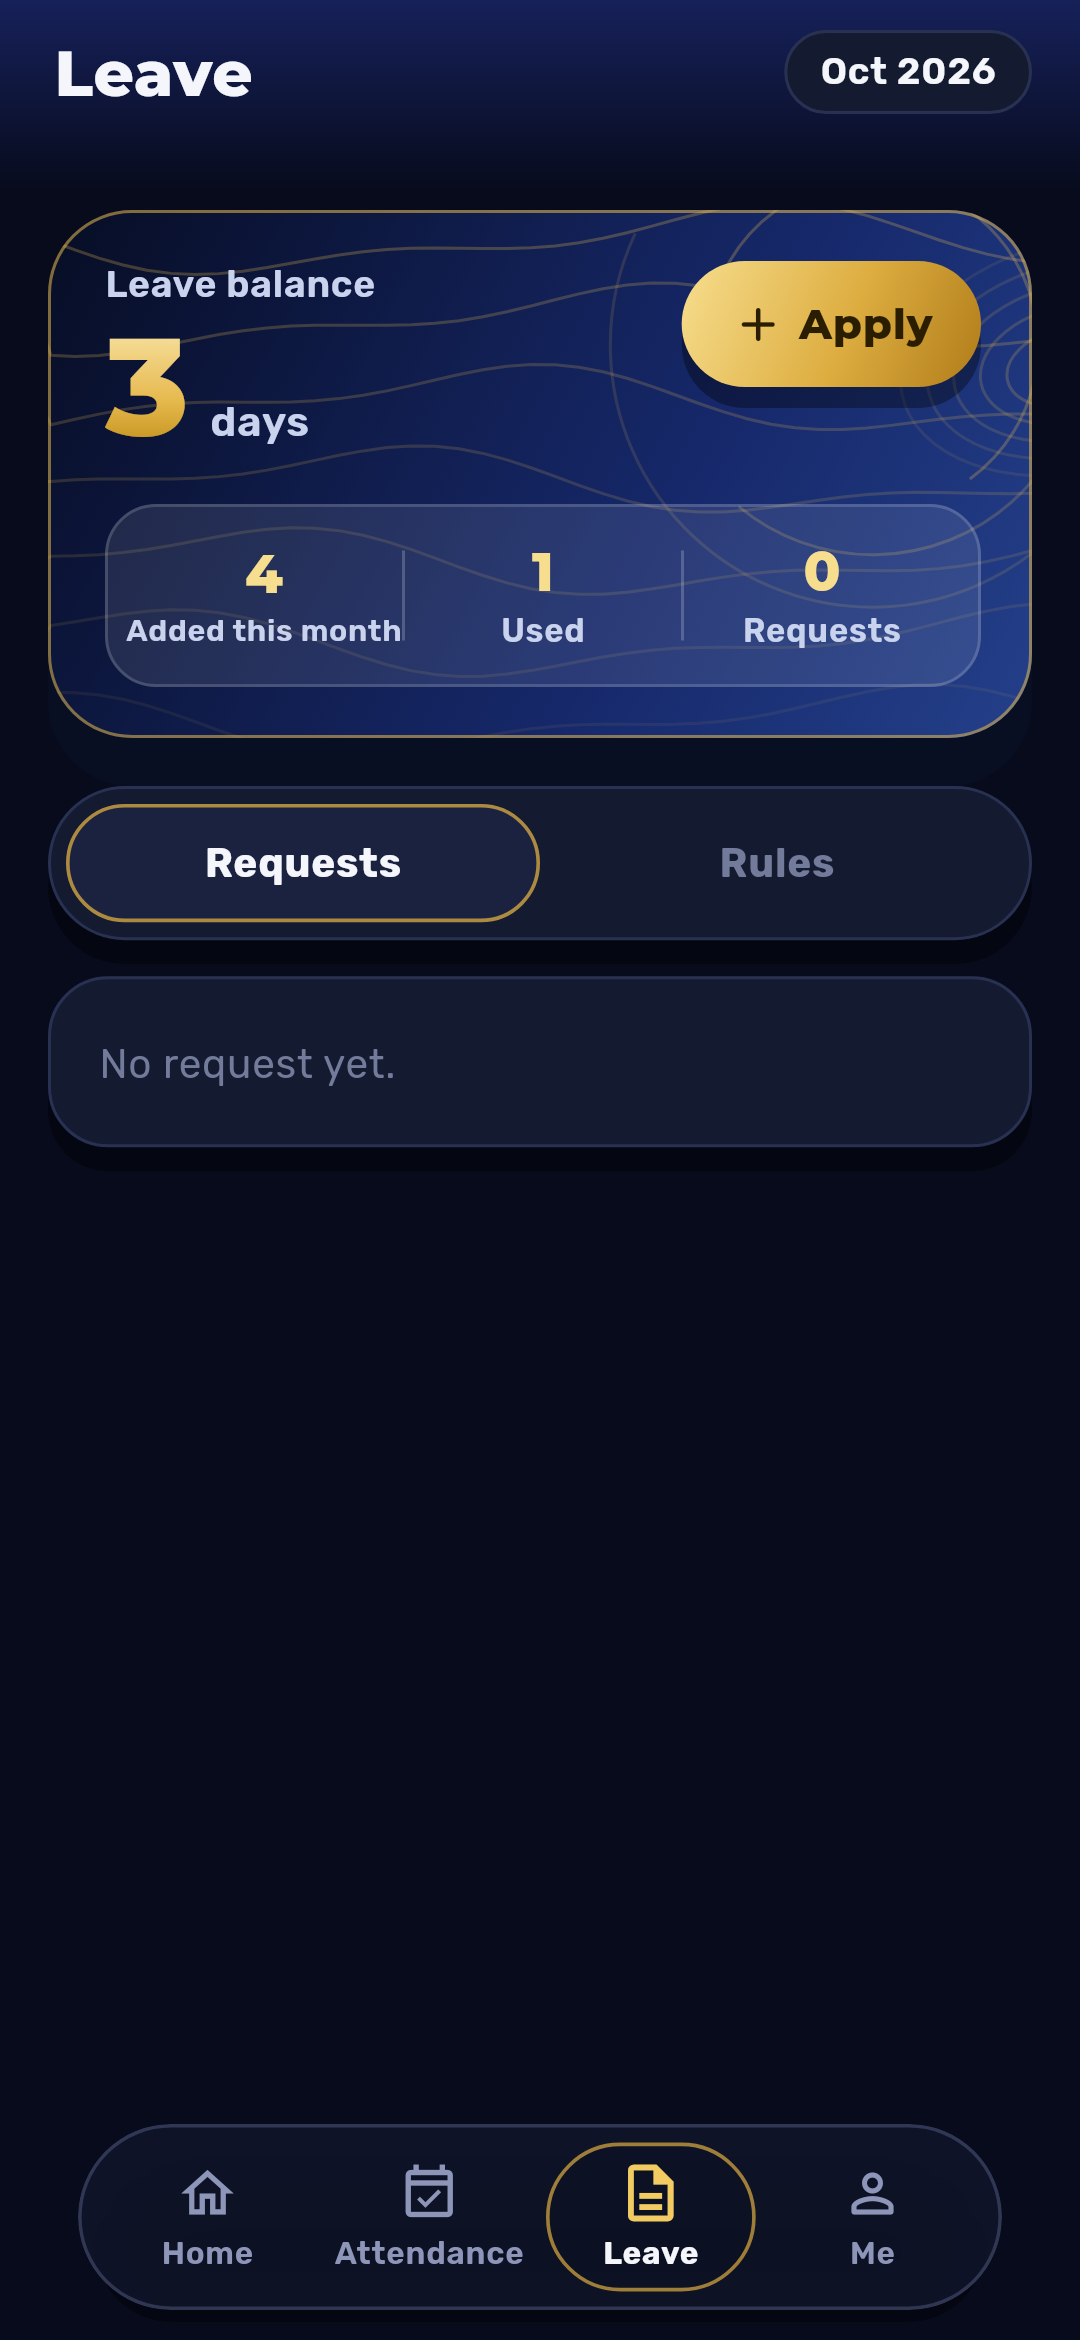 Leave
Oct 2026
Leave balance
+ Apply
3 days
4
Added this month
1
Used
0
Requests
Requests
Rules
No request yet.
Home
Attendance
Leave
Me